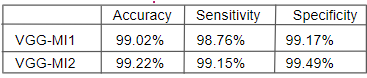 Accuracy Sensitivity Specificity
VGG-MI1 99.02% 98.76% 99.17%
VGG-MI2 99.22% 99.15% 99.49%